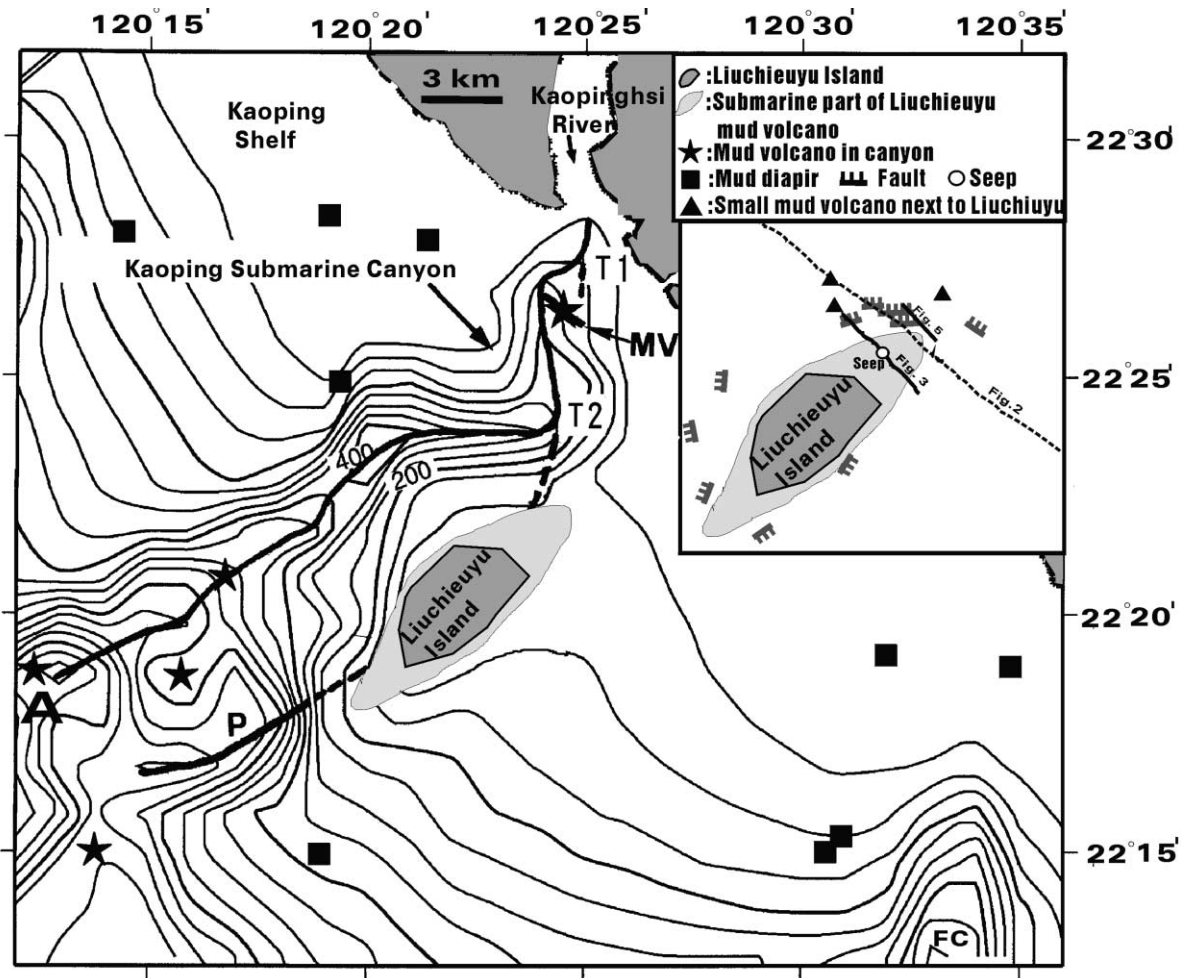 120°15' 120°20' 120°25' 120°30' 120°35'
3 km
Kaoping
Shelf
Kaopinghsi
River
:Liuchieuyu Island
:Submarine part of Liuchieuyu
mud volcano
:Mud volcano in canyon
:Mud diapir Fault Seep
:Small mud volcano next to Liuchiuyu
22°30'
Kaoping Submarine Canyon
T1
MV
T2
400
200
Fig. 5
Seep
Fig. 3
Fig. 2
Liuchieuyu
Island
22°25'
Liuchieuyu
Island
22°20'
A
P
22°15'
FC